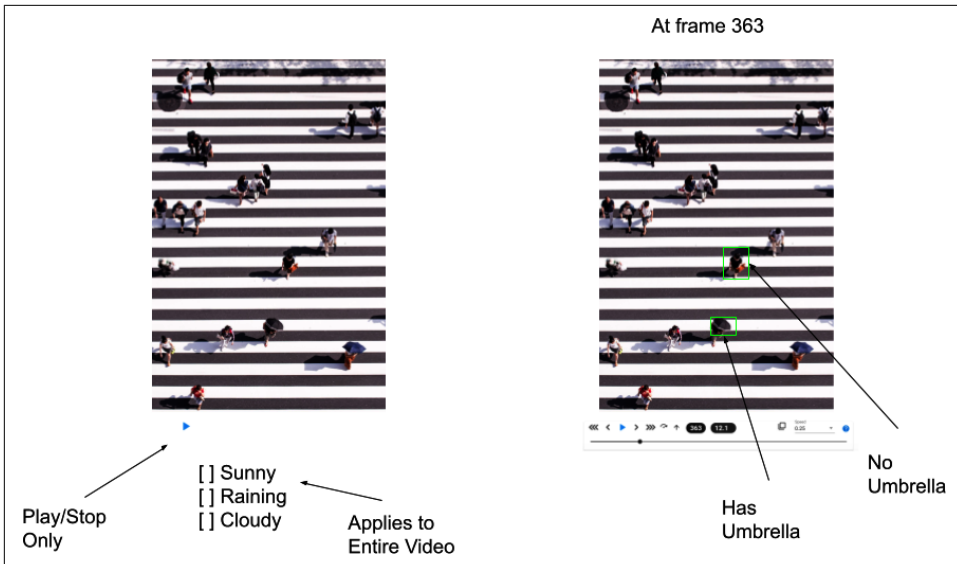 At frame 363
363
12.1
Speed
0.25
[ ] Sunny
[ ] Raining
[ ] Cloudy
Play/Stop
Only
Applies to
Entire Video
Has
Umbrella
No
Umbrella